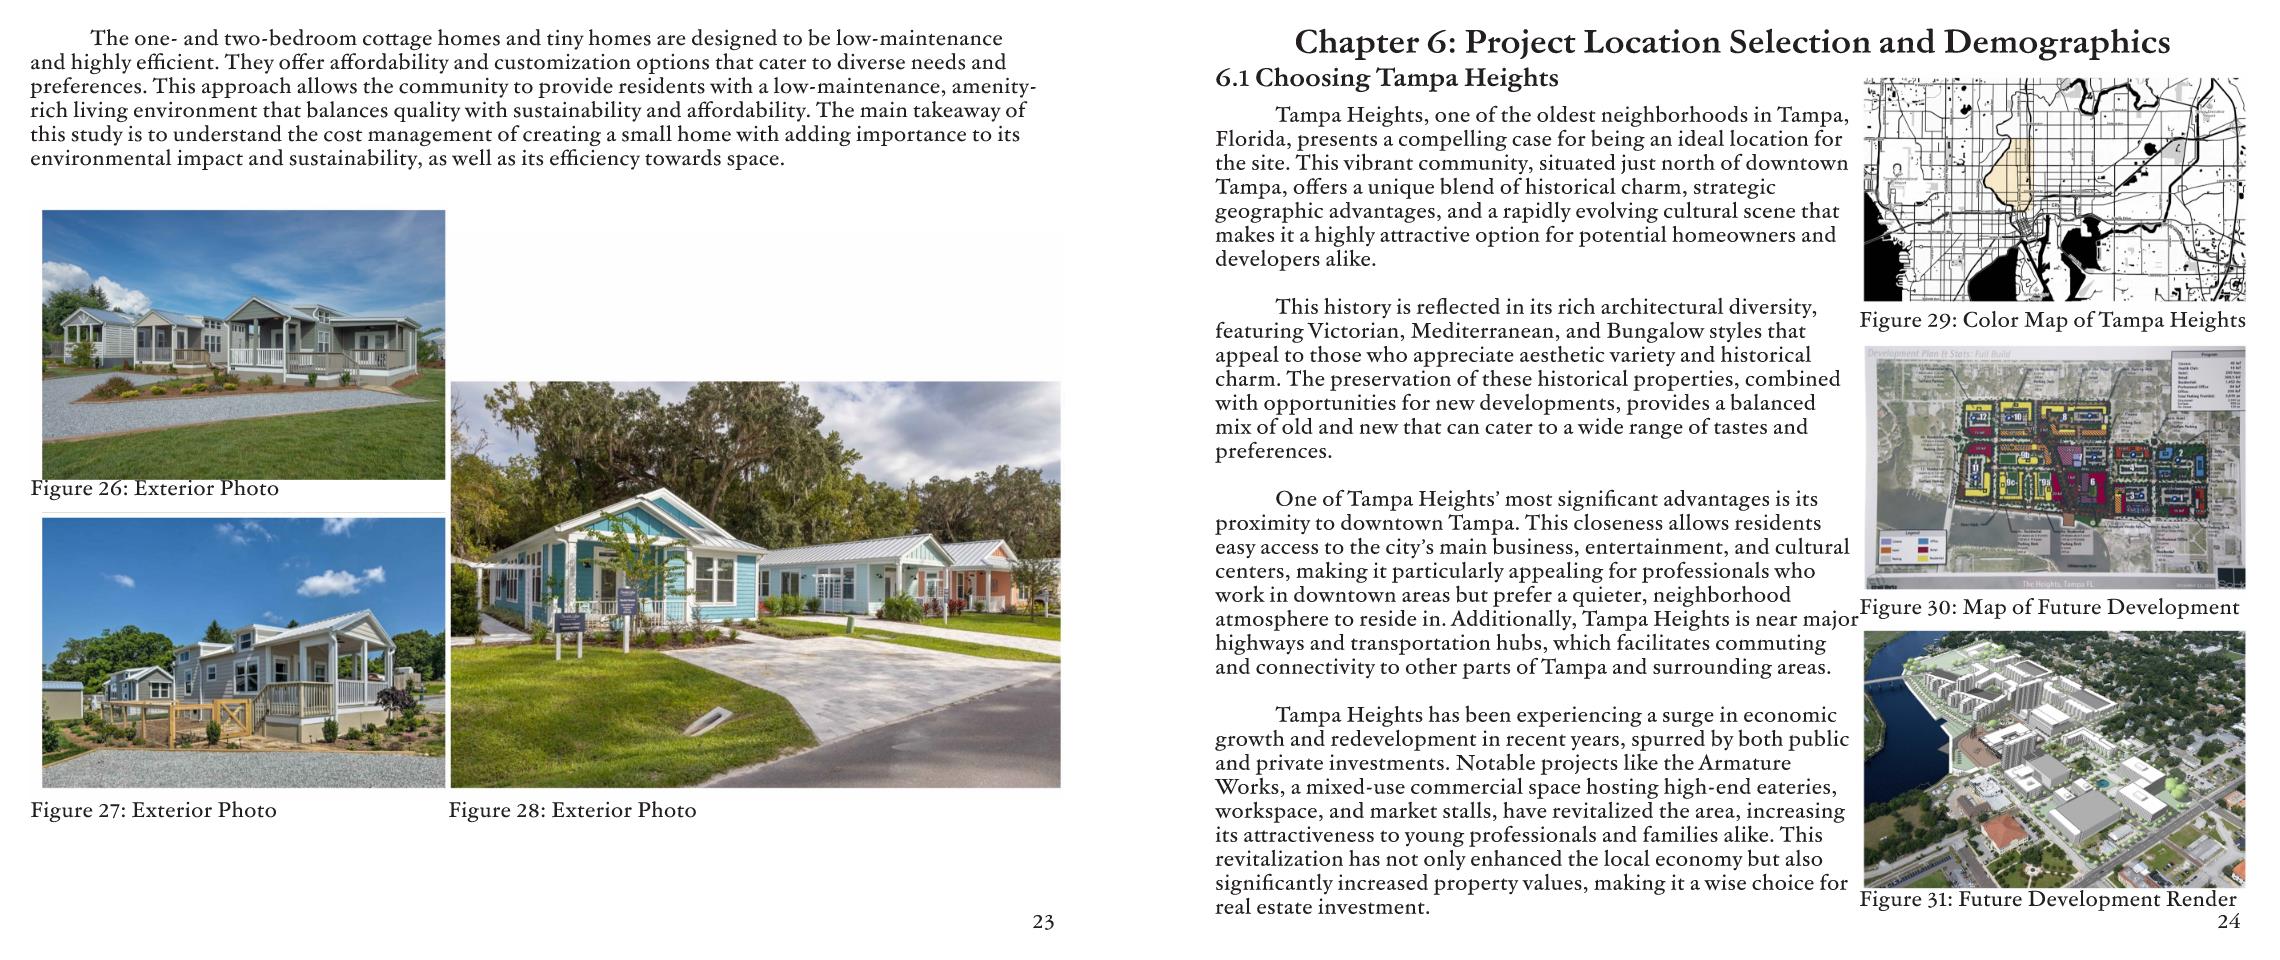 The one- and two-bedroom cottage homes and tiny homes are designed to be low-maintenance
and highly efficient. They offer affordability and customization options that cater to diverse needs and
preferences. This approach allows the community to provide residents with a low-maintenance, amenity-
rich living environment that balances quality with sustainability and affordability. The main takeaway of
this study is to understand the cost management of creating a small home with adding importance to its
environmental impact and sustainability, as well as its efficiency towards space.
Figure 26: Exterior Photo
Figure 27: Exterior Photo
Figure 28: Exterior Photo
23
Chapter 6: Project Location Selection and Demographics
6.1 Choosing Tampa Heights
Tampa Heights, one of the oldest neighborhoods in Tampa,
Florida, presents a compelling case for being an ideal location for
the site. This vibrant community, situated just north of downtown
Tampa, offers a unique blend of historical charm, strategic
geographic advantages, and a rapidly evolving cultural scene that
makes it a highly attractive option for potential homeowners and
developers alike.
This history is reflected in its rich architectural diversity,
featuring Victorian, Mediterranean, and Bungalow styles that
appeal to those who appreciate aesthetic variety and historical
charm. The preservation of these historical properties, combined
with opportunities for new developments, provides a balanced
mix of old and new that can cater to a wide range of tastes and
preferences.
One of Tampa Heights’ most significant advantages is its
proximity to downtown Tampa. This closeness allows residents
easy access to the city’s main business, entertainment, and cultural
centers, making it particularly appealing for professionals who
work in downtown areas but prefer a quieter, neighborhood
atmosphere to reside in. Additionally, Tampa Heights is near major
highways and transportation hubs, which facilitates commuting
and connectivity to other parts of Tampa and surrounding areas.
Tampa Heights has been experiencing a surge in economic
growth and redevelopment in recent years, spurred by both public
and private investments. Notable projects like the Armature
Works, a mixed-use commercial space hosting high-end eateries,
workspace, and market stalls, have revitalized the area, increasing
its attractiveness to young professionals and families alike. This
revitalization has not only enhanced the local economy but also
significantly increased property values, making it a wise choice for
real estate investment.
Figure 29: Color Map of Tampa Heights
Development Plan & Stats: Full Build
Program
Legend
The Heights, Tampa FL
Figure 30: Map of Future Development
Figure 31: Future Development Render
24